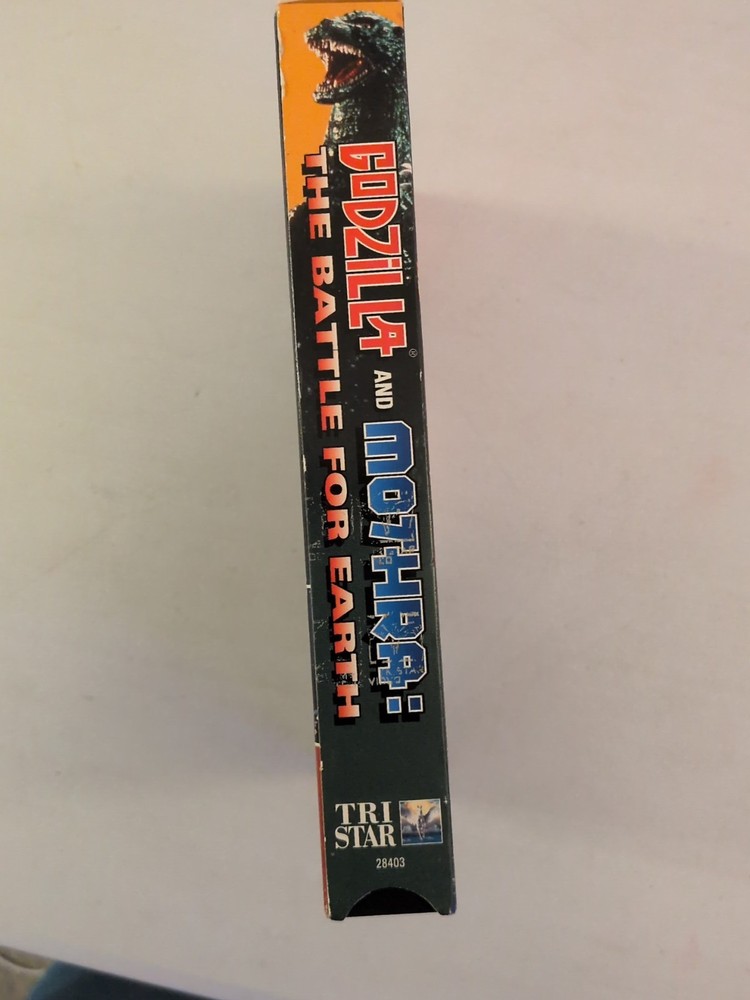 GODZILLA® AND MOTHRA:
THE BATTLE FOR EARTH
TRI
STAR
28403